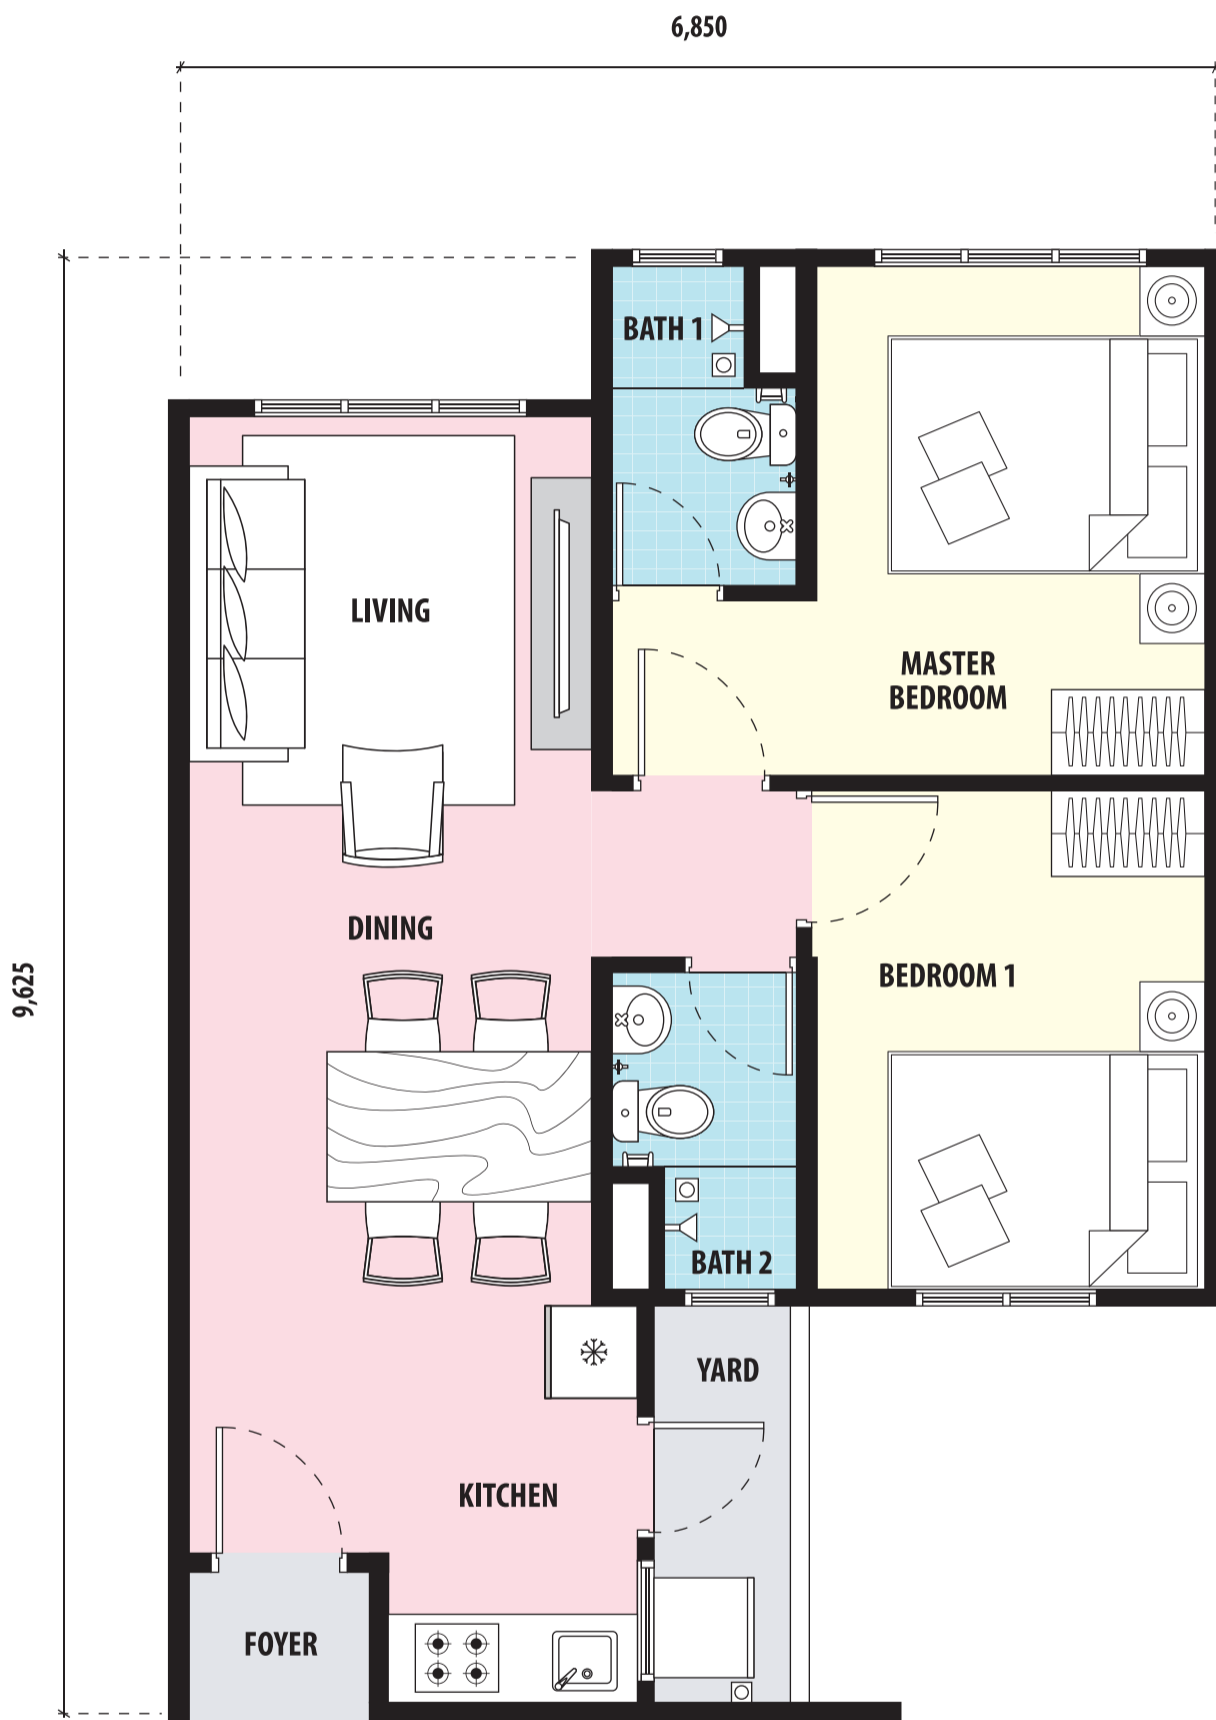 6,850
BATH 1
LIVING
MASTER
BEDROOM
DINING
9,625
BEDROOM 1
BATH 2
YARD
KITCHEN
FOYER